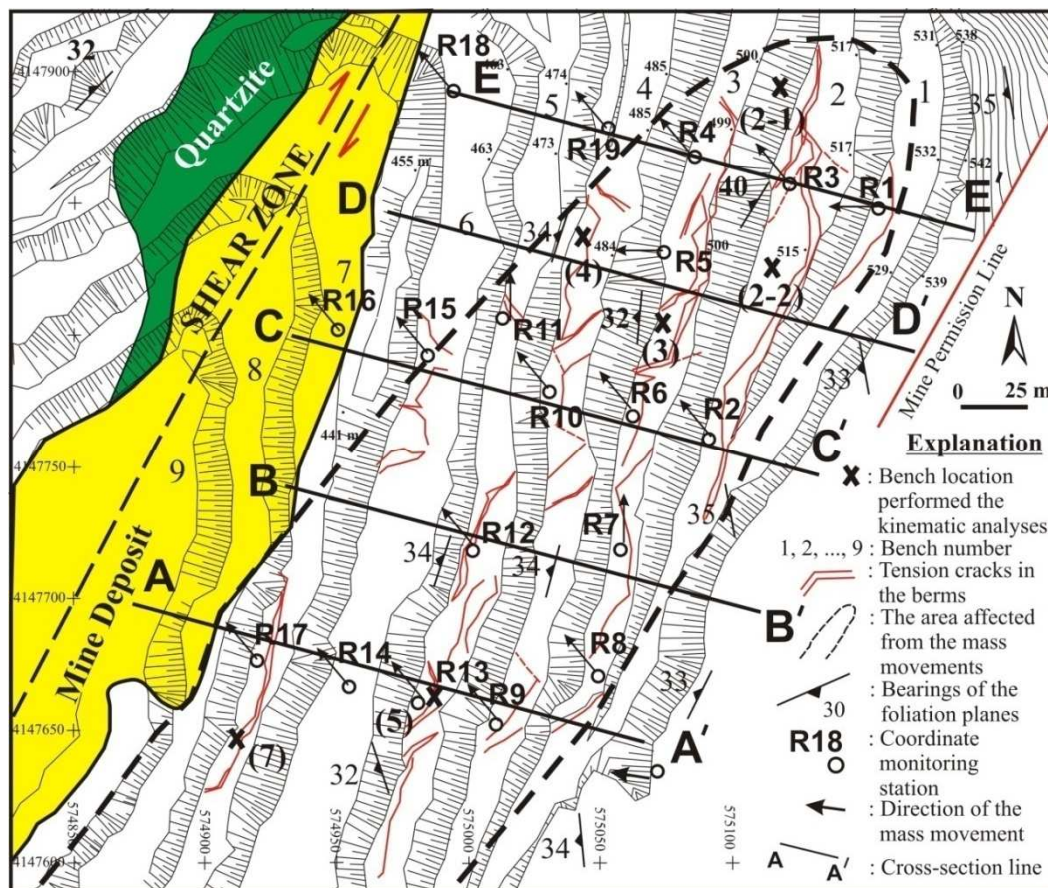 32
4147900
R18
463
E
474
485
4
3
500
517
531
538
2
1
35
5
485
R4
499
(2-1)
Quartzite
SHEAR ZONE
455 m
463
473
R19
40
R3
517
532
542
R1
E'
D
6
34
484
(4)
R5
500
515
(2-2)
529
539
Mine Permission Line
7
R16
C
R15
R11
32
(3)
D'
33
N
0 25 m
8
R10
R6
R2
C'
441 m
4147750
9
B
35
R12
34
34
R7
B'
4147700
A
Mine Deposit
R17
R14
R13
R9
R8
33
4147650
(7)
(5)
32
A'
34
4147600
574850
574900
574950
575000
575050
575100
Explanation
X : Bench location
performed the
kinematic analyses
1, 2, ..., 9 : Bench number
: Tension cracks in
the berms
: The area affected
from the mass
movements
30 : Bearings of the
foliation planes
R18 : Coordinate
monitoring
station
: Direction of the
mass movement
A A' : Cross-section line